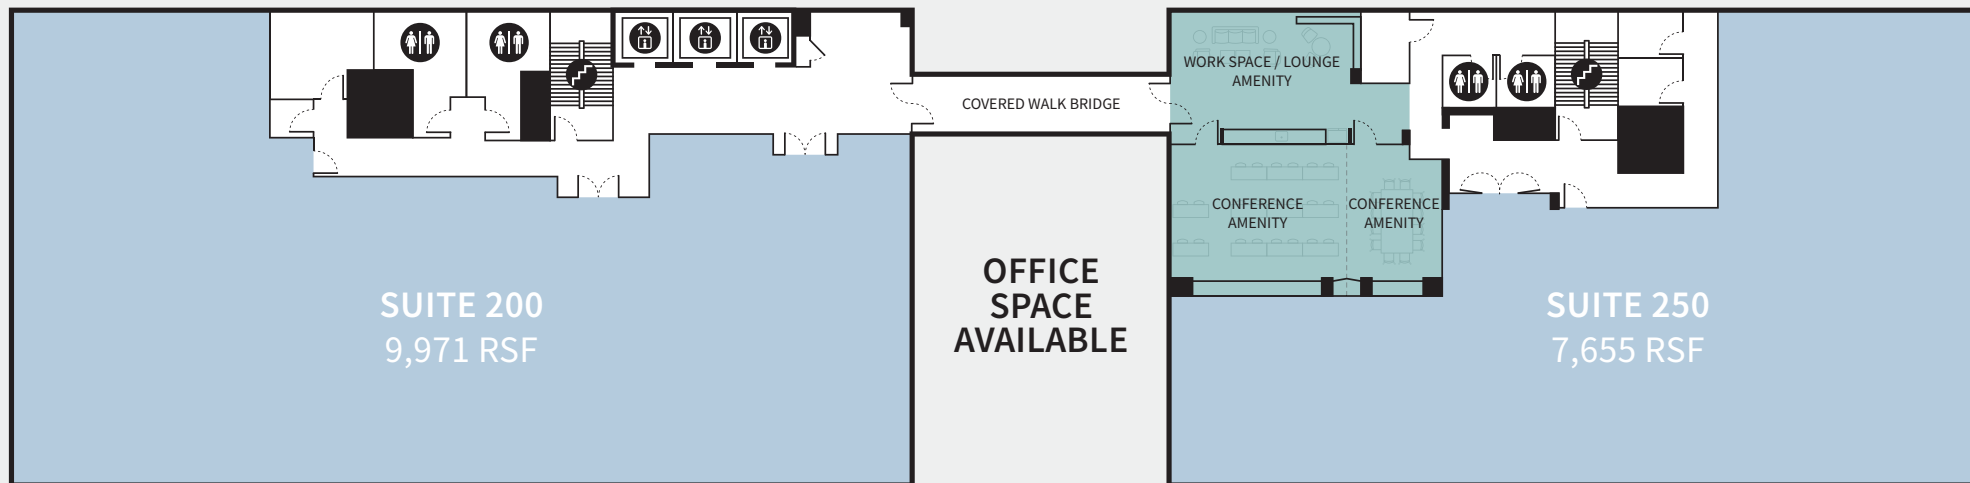 WORK SPACE / LOUNGE
AMENITY
COVERED WALK BRIDGE
CONFERENCE
AMENITY
CONFERENCE
AMENITY
SUITE 200
9,971 RSF
OFFICE
SPACE
AVAILABLE
SUITE 250
7,655 RSF